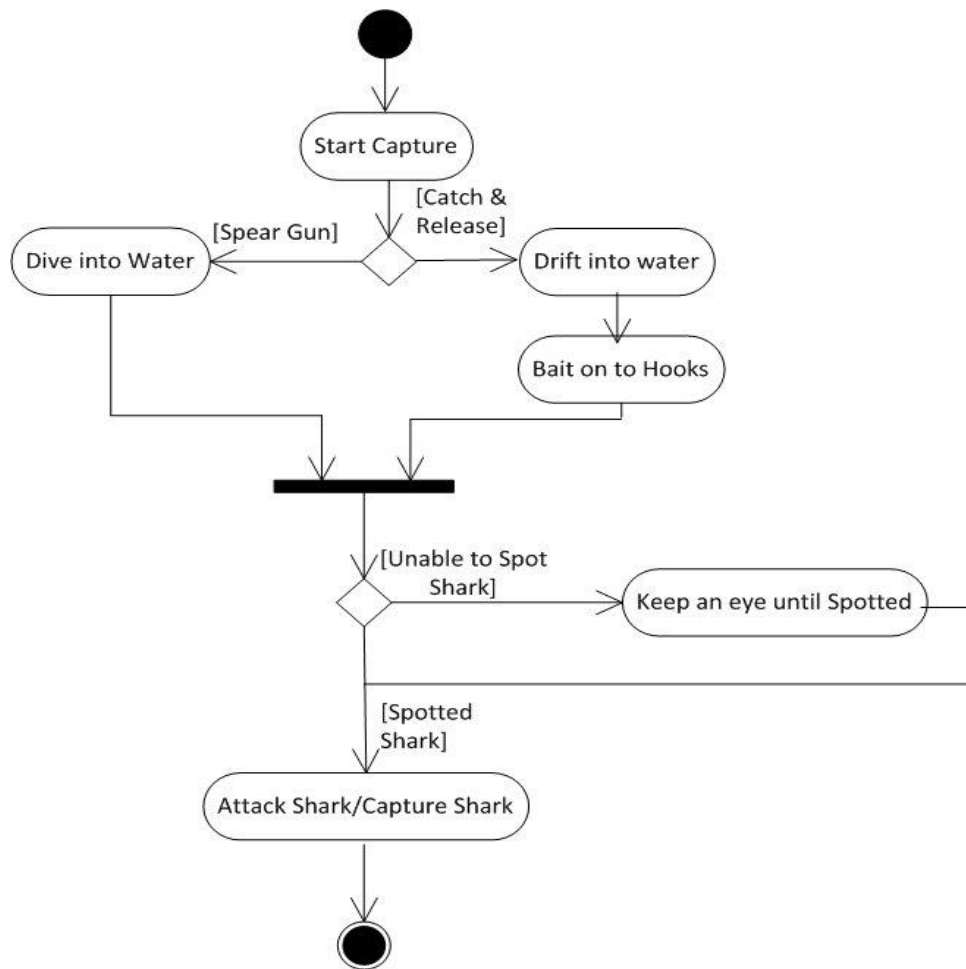 Start Capture
[Catch &
Release]
[Spear Gun]
Dive into Water
Drift into water
Bait on to Hooks
[Unable to Spot
Shark]
Keep an eye until Spotted
[Spotted
Shark]
Attack Shark/Capture Shark